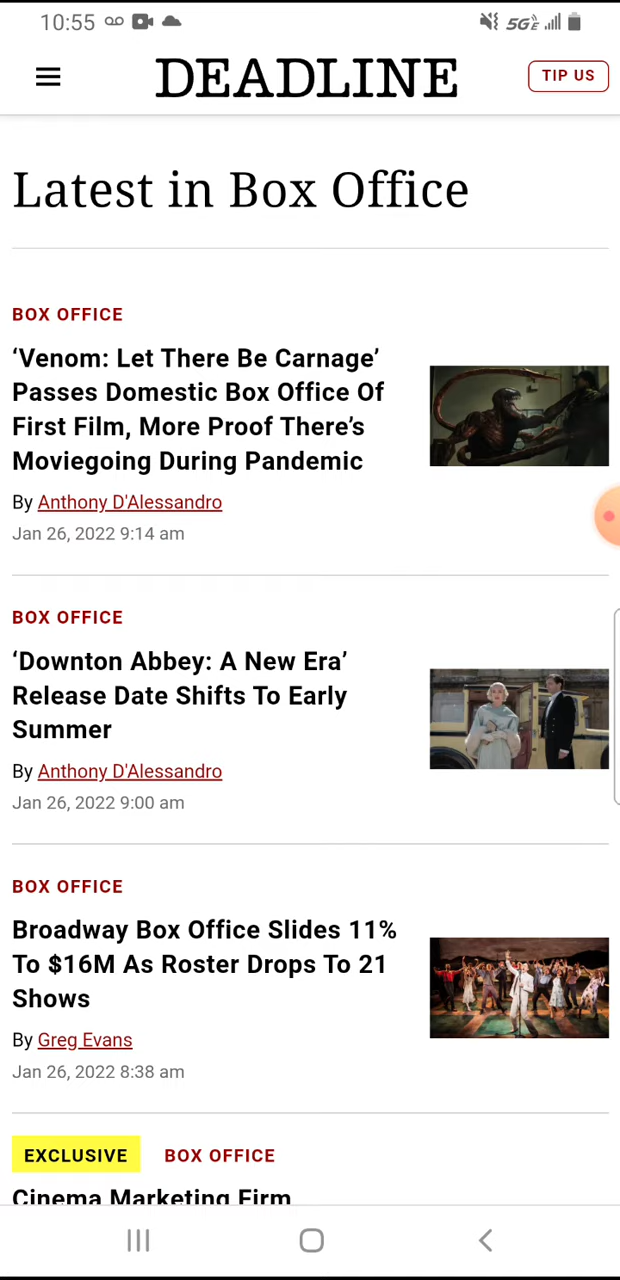 10:55
5GE
DEADLINE
TIP US
Latest in Box Office
BOX OFFICE
‘Venom: Let There Be Carnage’
Passes Domestic Box Office Of
First Film, More Proof There’s
Moviegoing During Pandemic
By Anthony D'Alessandro
Jan 26, 2022 9:14 am
BOX OFFICE
‘Downton Abbey: A New Era’
Release Date Shifts To Early
Summer
By Anthony D'Alessandro
Jan 26, 2022 9:00 am
BOX OFFICE
Broadway Box Office Slides 11%
To $16M As Roster Drops To 21
Shows
By Greg Evans
Jan 26, 2022 8:38 am
EXCLUSIVE BOX OFFICE
Cinema Marketing Firm